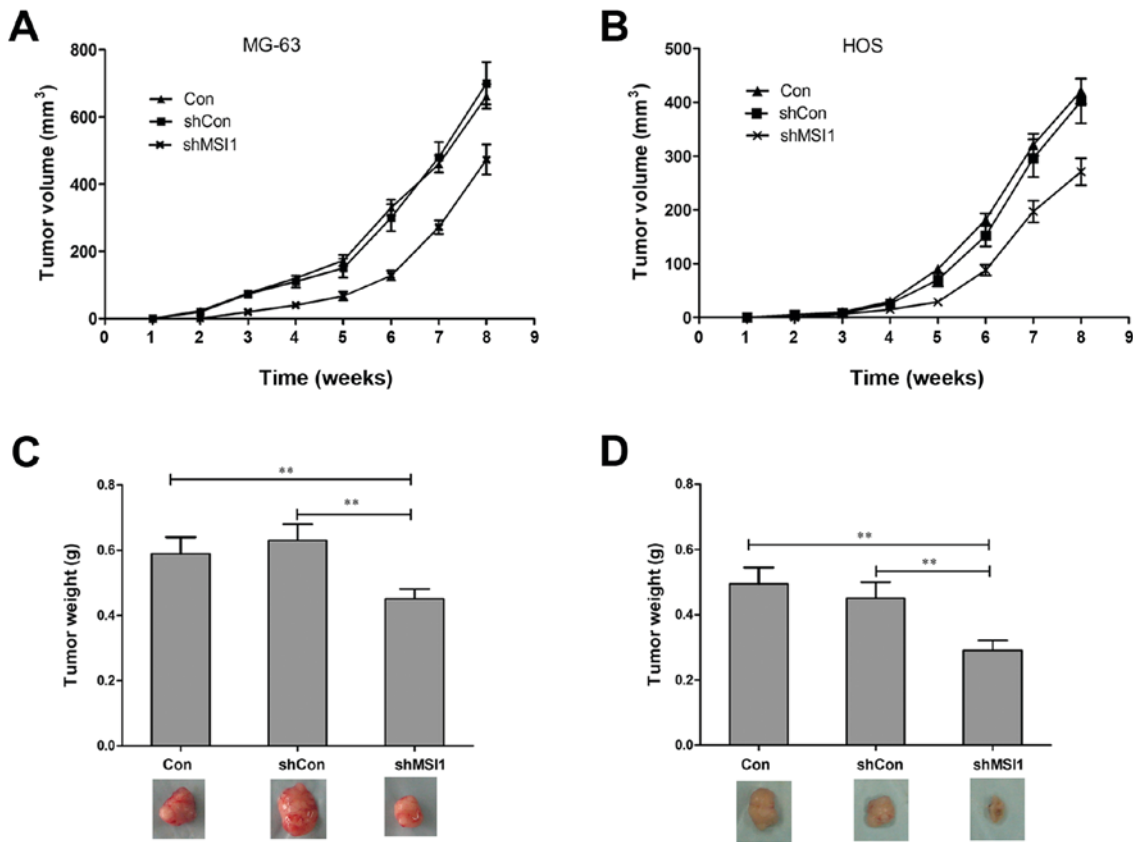 A
MG-63
Tumor volume (mm³)
800
600
400
200
0
Con
shCon
shMSI1
0 1 2 3 4 5 6 7 8 9
Time (weeks)
B
HOS
Tumor volume (mm³)
500
400
300
200
100
0
Con
shCon
shMSI1
0 1 2 3 4 5 6 7 8 9
Time (weeks)
C
Tumor weight (g)
0.8
0.6
0.4
0.2
0.0
**
**
Con shCon shMSI1
D
Tumor weight (g)
0.8
0.6
0.4
0.2
0.0
**
**
Con shCon shMSI1